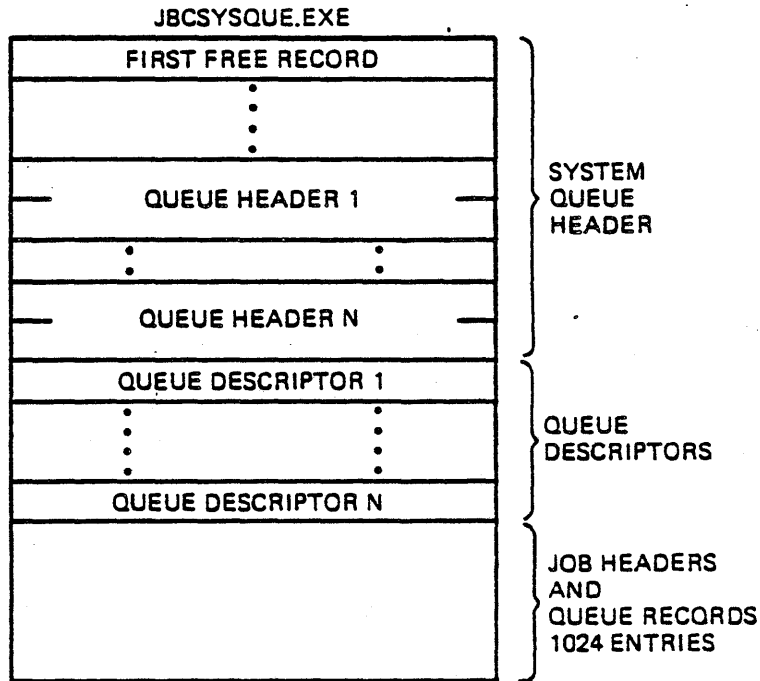 JBCSYSQUE.EXE
FIRST FREE RECORD
QUEUE HEADER 1
QUEUE HEADER N
SYSTEM
QUEUE
HEADER
QUEUE DESCRIPTOR 1
QUEUE DESCRIPTOR N
QUEUE
DESCRIPTORS
JOB HEADERS
AND
QUEUE RECORDS
1024 ENTRIES